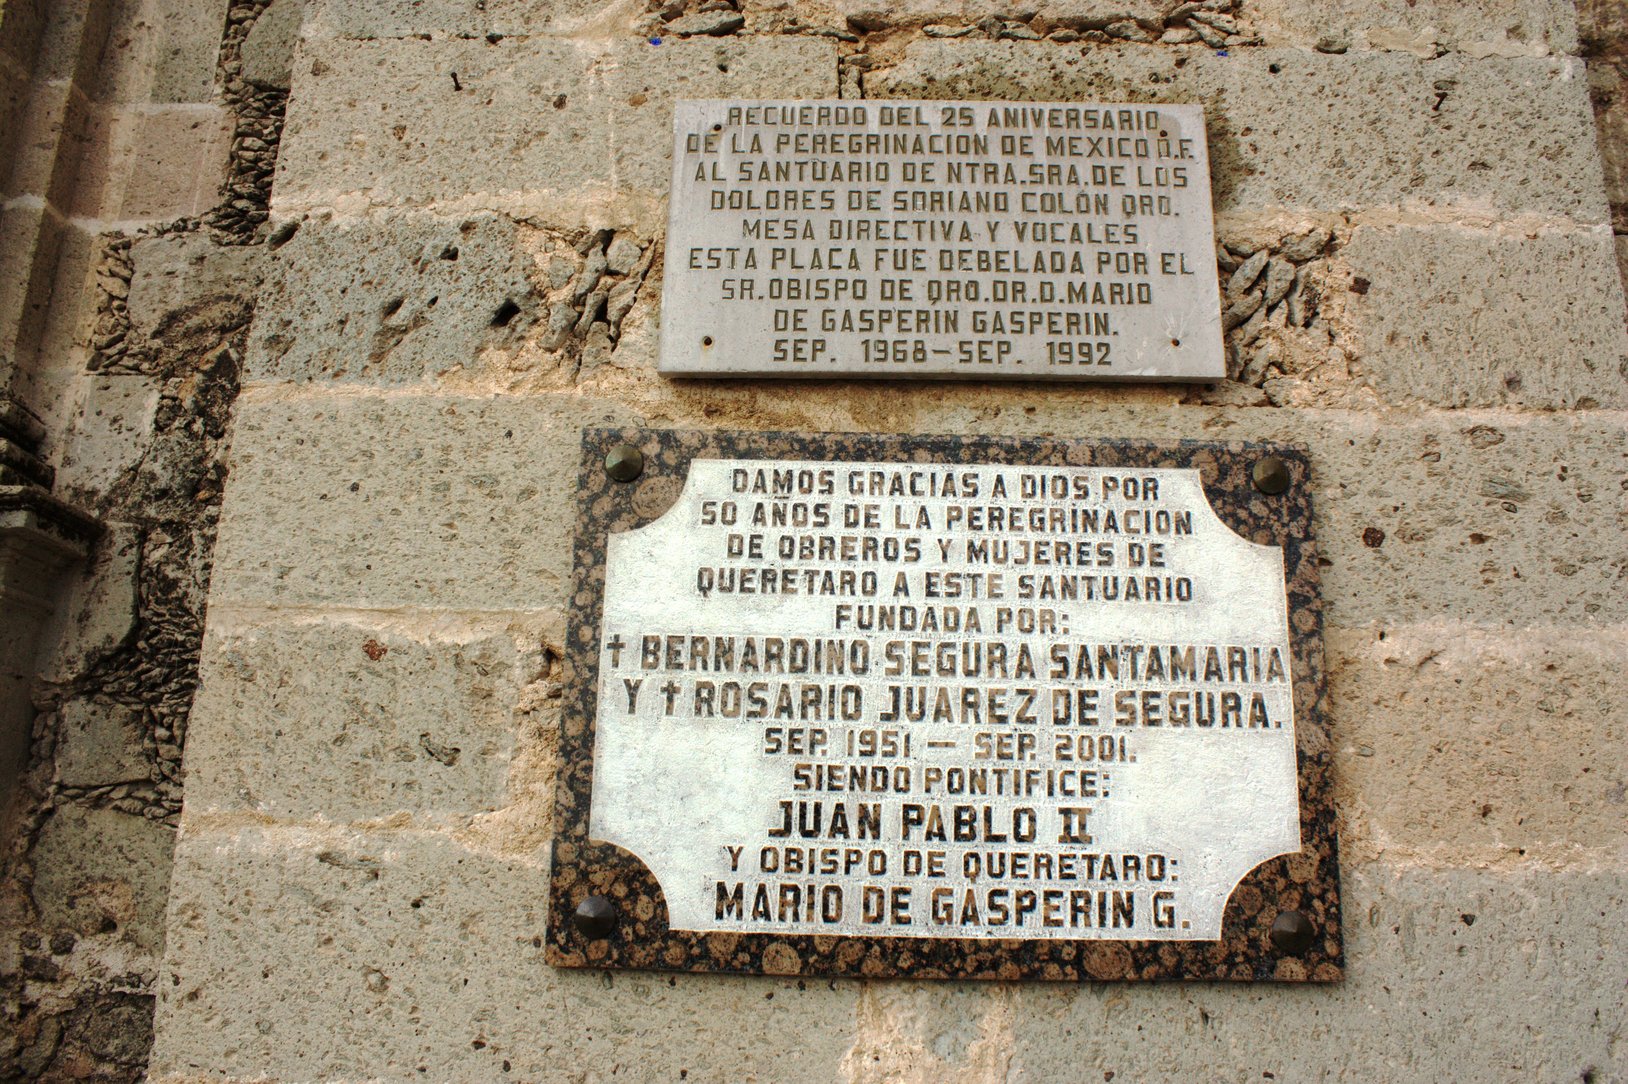 RECUERDO DEL 25 ANIVERSARIO
DE LA PEREGRINACION DE MEXICO D.F.
AL SANTUARIO DE NTRA.SRA.DE LOS
DOLORES DE SORIANO COLON QRO.
MESA DIRECTIVA Y VOCALES
ESTA PLACA FUE DEBELADA POR EL
SR.OBISPO DE QRO.DR.D.MARIO
DE GASPERIN GASPERIN.
SEP. 1968-SEP. 1992
DAMOS GRACIAS A DIOS POR
50 AÑOS DE LA PEREGRINACION
DE OBREROS Y MUJERES DE
QUERETARO A ESTE SANTUARIO
FUNDADA POR:
† BERNARDINO SEGURA SANTAMARIA
Y † ROSARIO JUAREZ DE SEGURA.
SEP. 1951 - SEP. 2001.
SIENDO PONTIFICE:
JUAN PABLO II
Y OBISPO DE QUERETARO:
MARIO DE GASPERIN G.